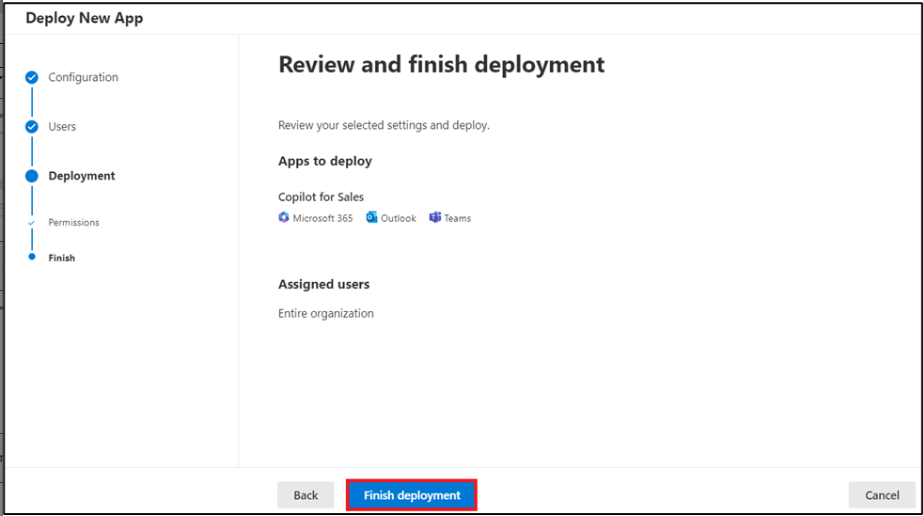 Deploy New App
Configuration
Users
Deployment
Permissions
Finish
Review and finish deployment
Review your selected settings and deploy.
Apps to deploy
Copilot for Sales
Microsoft 365 Outlook Teams
Assigned users
Entire organization
Back Finish deployment Cancel